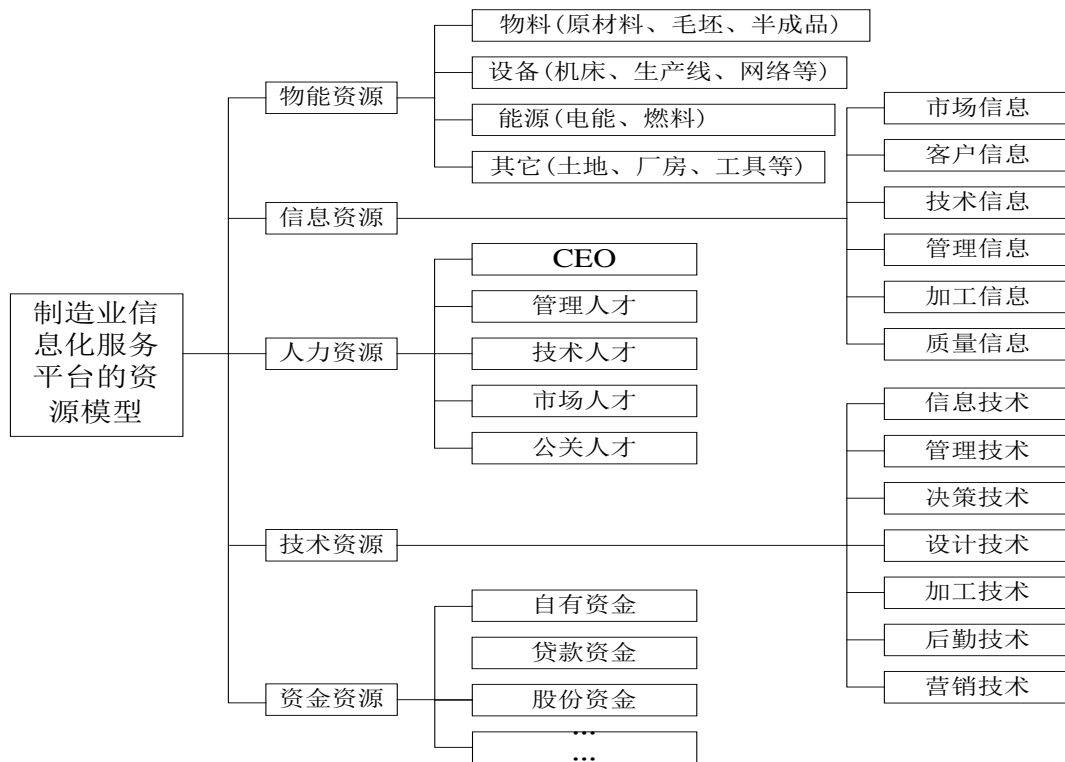 制造业信
息化服务
平台的资
源模型
物能资源
物料(原材料、毛坯、半成品)
设备(机床、生产线、网络等)
能源(电能、燃料)
其它(土地、厂房、工具等)
信息资源
市场信息
客户信息
技术信息
管理信息
加工信息
质量信息
人力资源
CEO
管理人才
技术人才
市场人才
公关人才
技术资源
信息技术
管理技术
决策技术
设计技术
加工技术
后勤技术
营销技术
资金资源
自有资金
贷款资金
股份资金
…
…